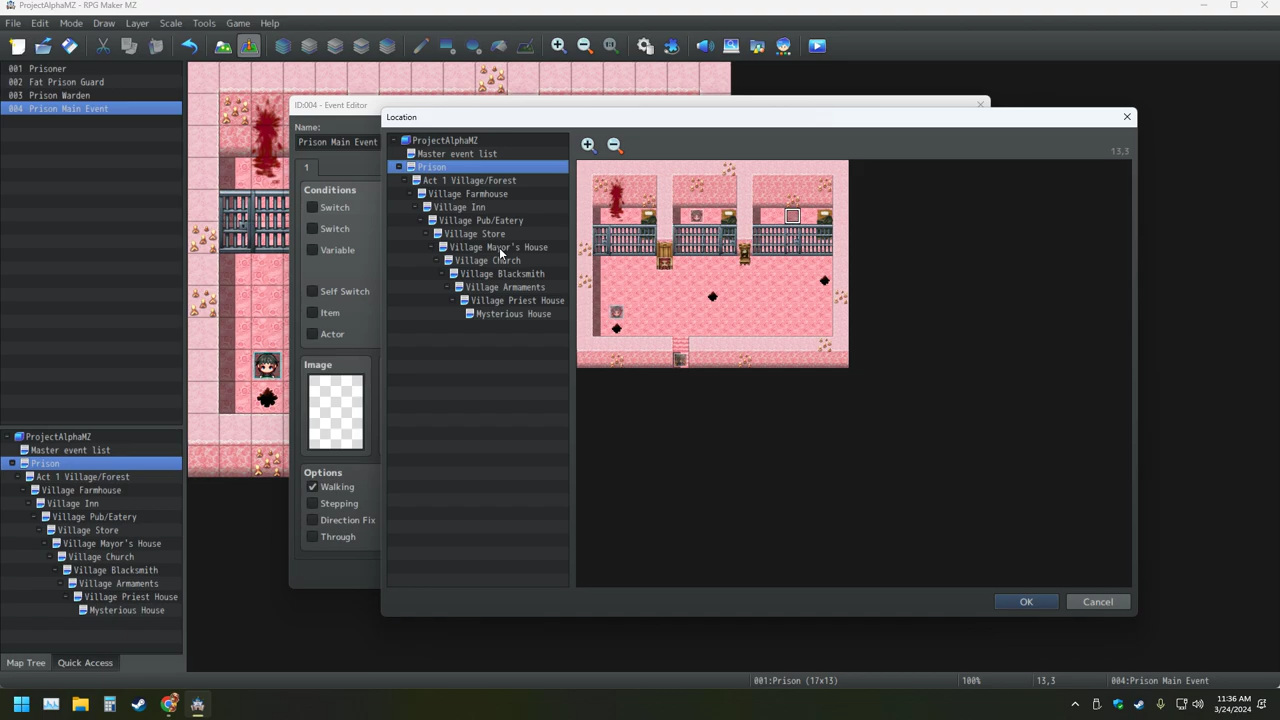 ProjectAlphaMZ - RPG Maker MZ
File Edit Mode Draw Layer Scale Tools Game Help
001 Prisoner
002 Fat Prison Guard
003 Prison Warden
004 Prison Main Event
ID:004 - Event Editor
Name:
Prison Main Event
1
Conditions
Switch
Switch
Variable
Self Switch
Item
Actor
Image
Options
Walking
Stepping
Direction Fix
Through
Location
13,3
ProjectAlphaMZ
Master event list
Prison
Act 1 Village/Forest
Village Farmhouse
Village Inn
Village Pub/Eatery
Village Store
Village Mayor's House
Village Church
Village Blacksmith
Village Armaments
Village Priest House
Mysterious House
OK
Cancel
ProjectAlphaMZ
Master event list
Prison
Act 1 Village/Forest
Village Farmhouse
Village Inn
Village Pub/Eatery
Village Store
Village Mayor's House
Village Church
Village Blacksmith
Village Armaments
Village Priest House
Mysterious House
Map Tree
Quick Access
001:Prison (17x13)
100%
13,3
004:Prison Main Event
11:36 AM
3/24/2024